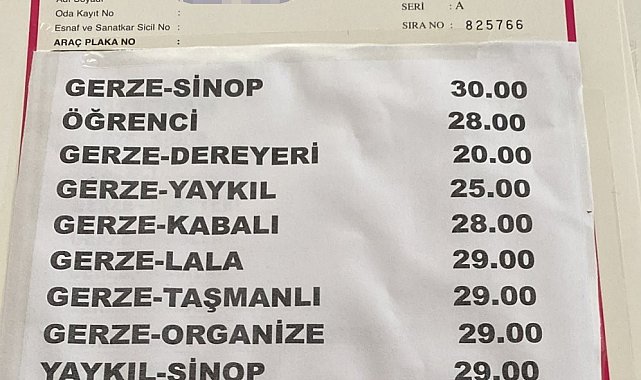 Oda Kayıt No :
Esnaf ve Sanatkar Sicil No :
ARAÇ PLAKA NO :
SERİ : A
SIRA NO : 825766
GERZE-SİNOP 30.00
ÖĞRENCİ 28.00
GERZE-DEREYERİ 20.00
GERZE-YAYKIL 25.00
GERZE-KABALI 28.00
GERZE-LALA 29.00
GERZE-TAŞMANLI 29.00
GERZE-ORGANİZE 29.00
YAYKIL-SİNOP 29.00